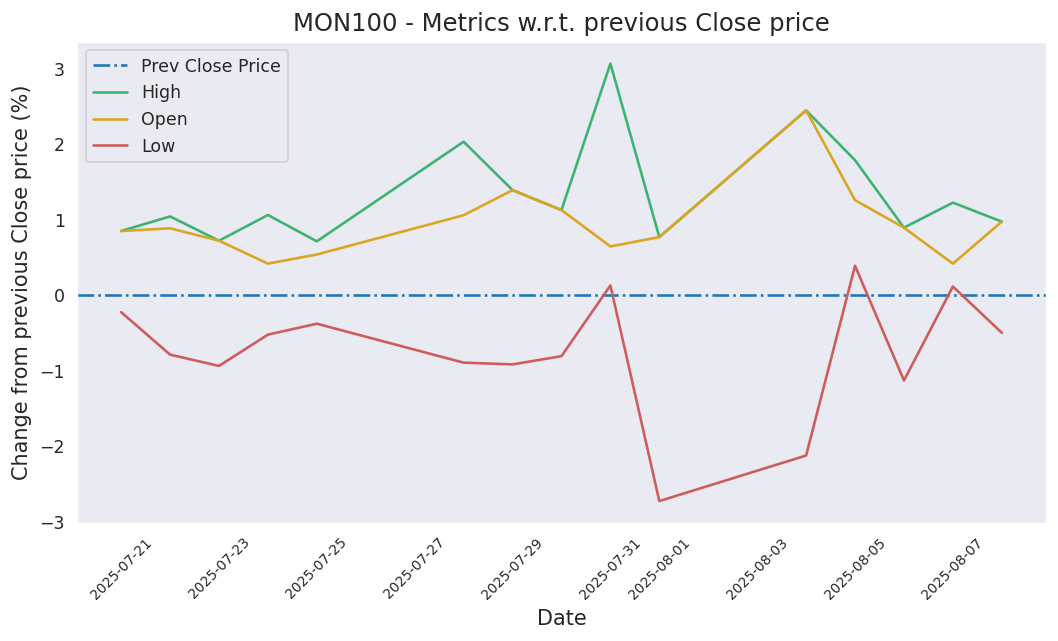 MON100 - Metrics w.r.t. previous Close price
Change from previous Close price (%)
3
2
1
0
−1
−2
−3
Prev Close Price
High
Open
Low
2025-07-21
2025-07-23
2025-07-25
2025-07-27
2025-07-29
2025-07-31
2025-08-01
2025-08-03
2025-08-05
2025-08-07
Date